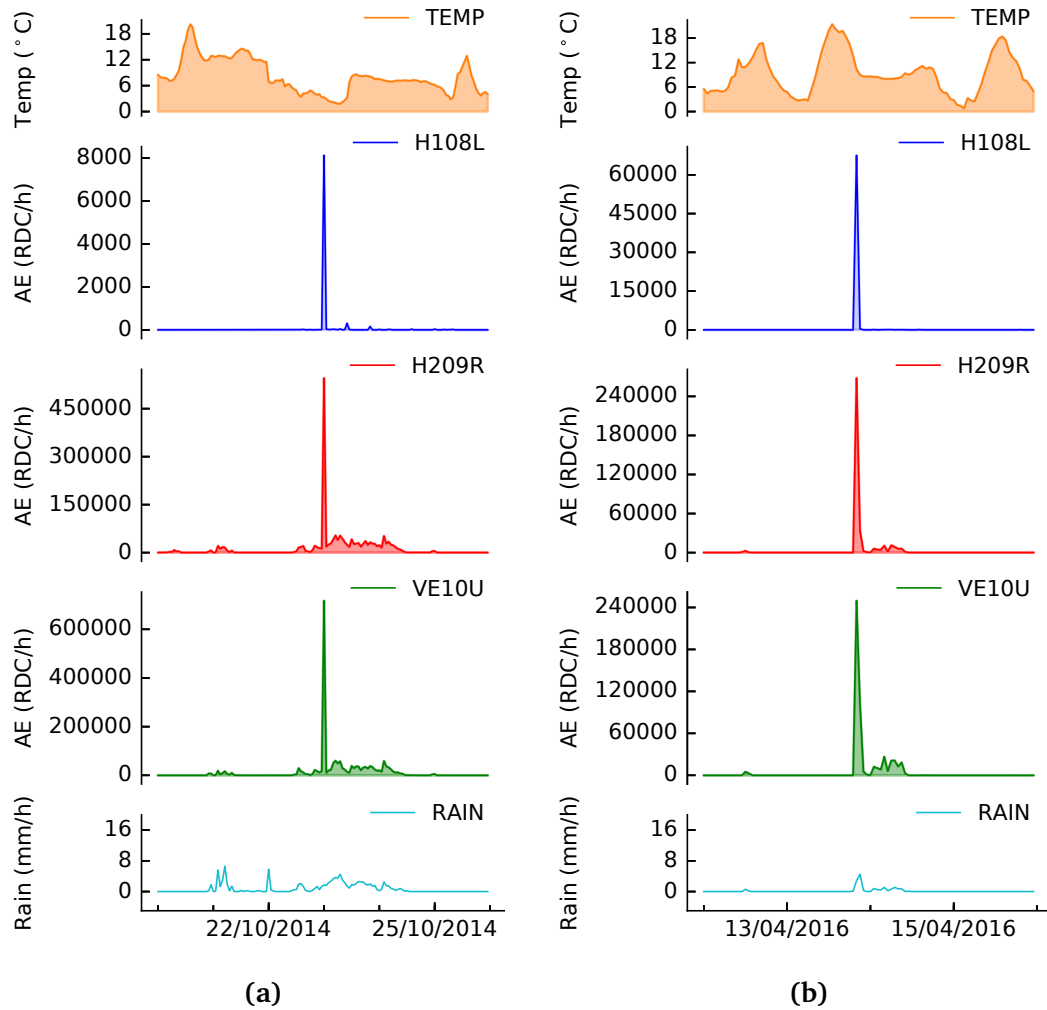 TEMP
Temp (°C)
18
12
6
0
H108L
AE (RDC/h)
8000
6000
4000
2000
0
H209R
AE (RDC/h)
450000
300000
150000
0
VE10U
AE (RDC/h)
600000
400000
200000
0
RAIN
Rain (mm/h)
16
8
0
22/10/2014 25/10/2014
(a)
TEMP
Temp (°C)
18
12
6
0
H108L
AE (RDC/h)
60000
45000
30000
15000
0
H209R
AE (RDC/h)
240000
180000
120000
60000
0
VE10U
AE (RDC/h)
240000
180000
120000
60000
0
RAIN
Rain (mm/h)
16
8
0
13/04/2016 15/04/2016
(b)